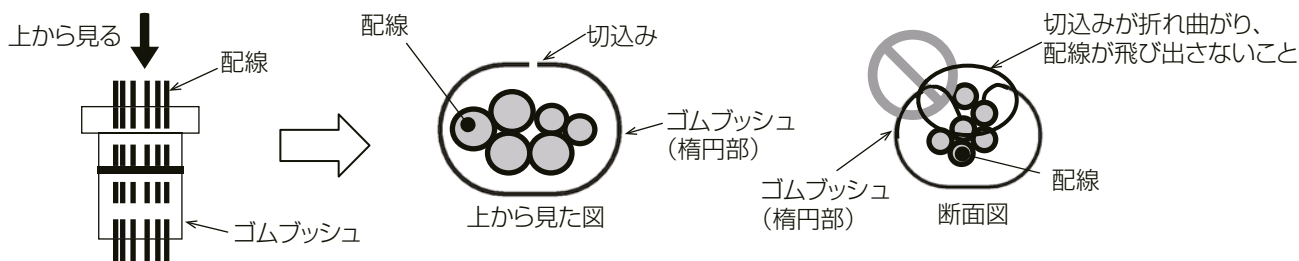 上から見る
配線
ゴムブッシュ
配線
切込み
ゴムブッシュ
（楕円部）
上から見た図
切込みが折れ曲がり、
配線が飛び出さないこと
ゴムブッシュ
（楕円部）
配線
断面図